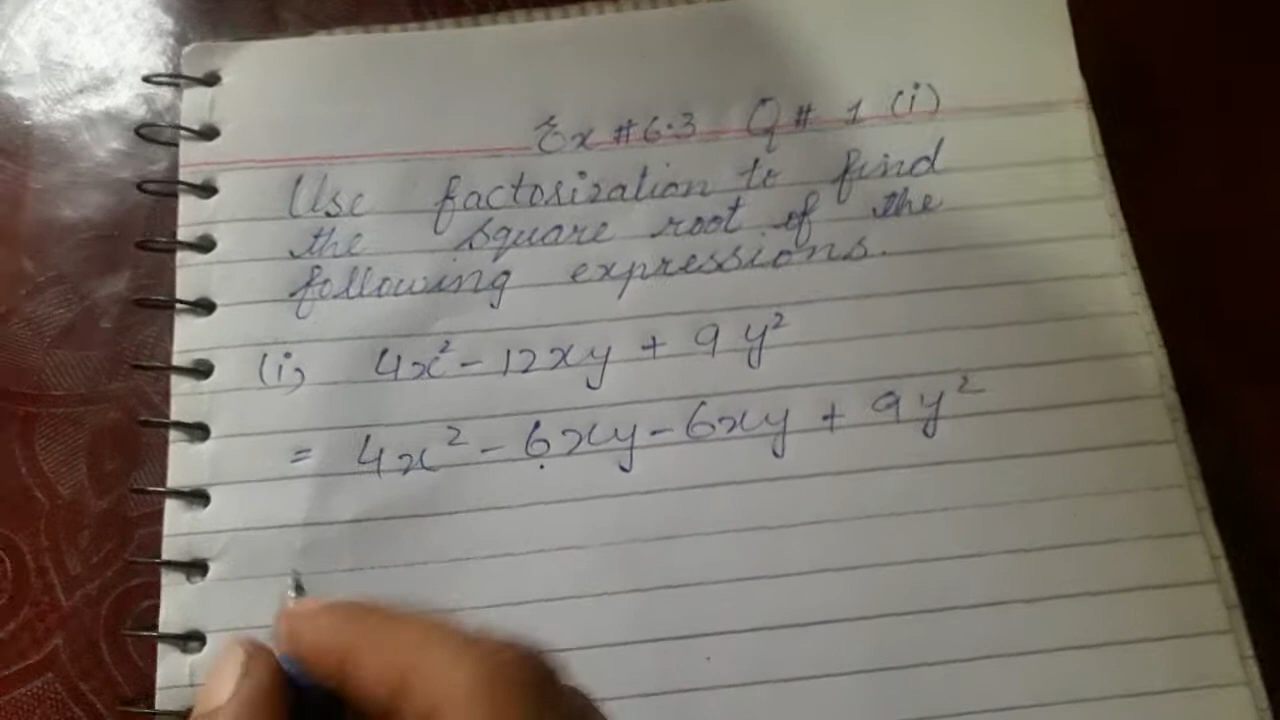 Ex # 6.3 Q # 1 (i)
Use factorization to find
the square root of the
following expressions.
(i) 4x² - 12xy + 9y²
= 4x² - 6xy - 6xy + 9y²